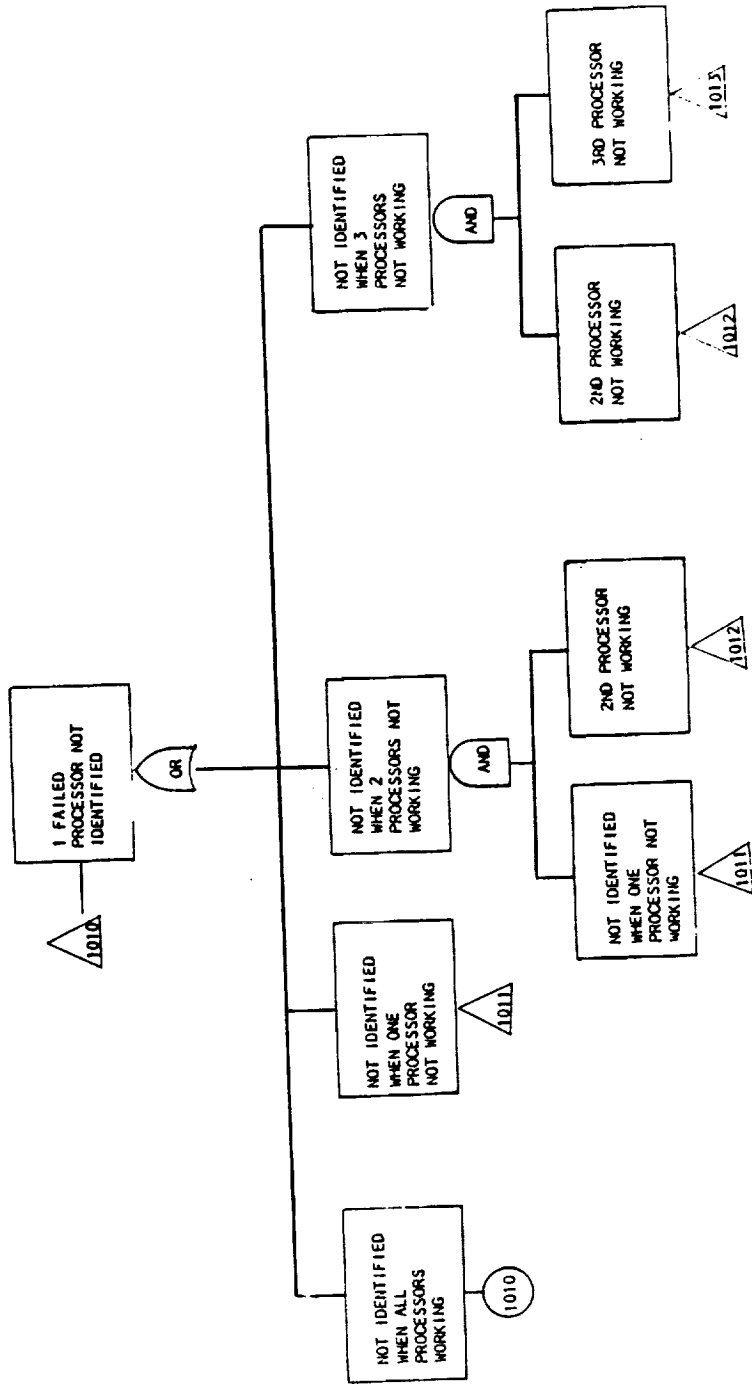 1010
1 FAILED
PROCESSOR NOT
IDENTIFIED
OR
NOT IDENTIFIED
WHEN ALL
PROCESSORS
WORKING
1010
NOT IDENTIFIED
WHEN ONE
PROCESSOR
NOT WORKING
1011
NOT IDENTIFIED
WHEN 2
PROCESSORS NOT
WORKING
AND
NOT IDENTIFIED
WHEN ONE
PROCESSOR NOT
WORKING
1011
2ND PROCESSOR
NOT WORKING
1012
NOT IDENTIFIED
WHEN 3
PROCESSORS
NOT WORKING
AND
2ND PROCESSOR
NOT WORKING
1012
3RD PROCESSOR
NOT WORKING
1013